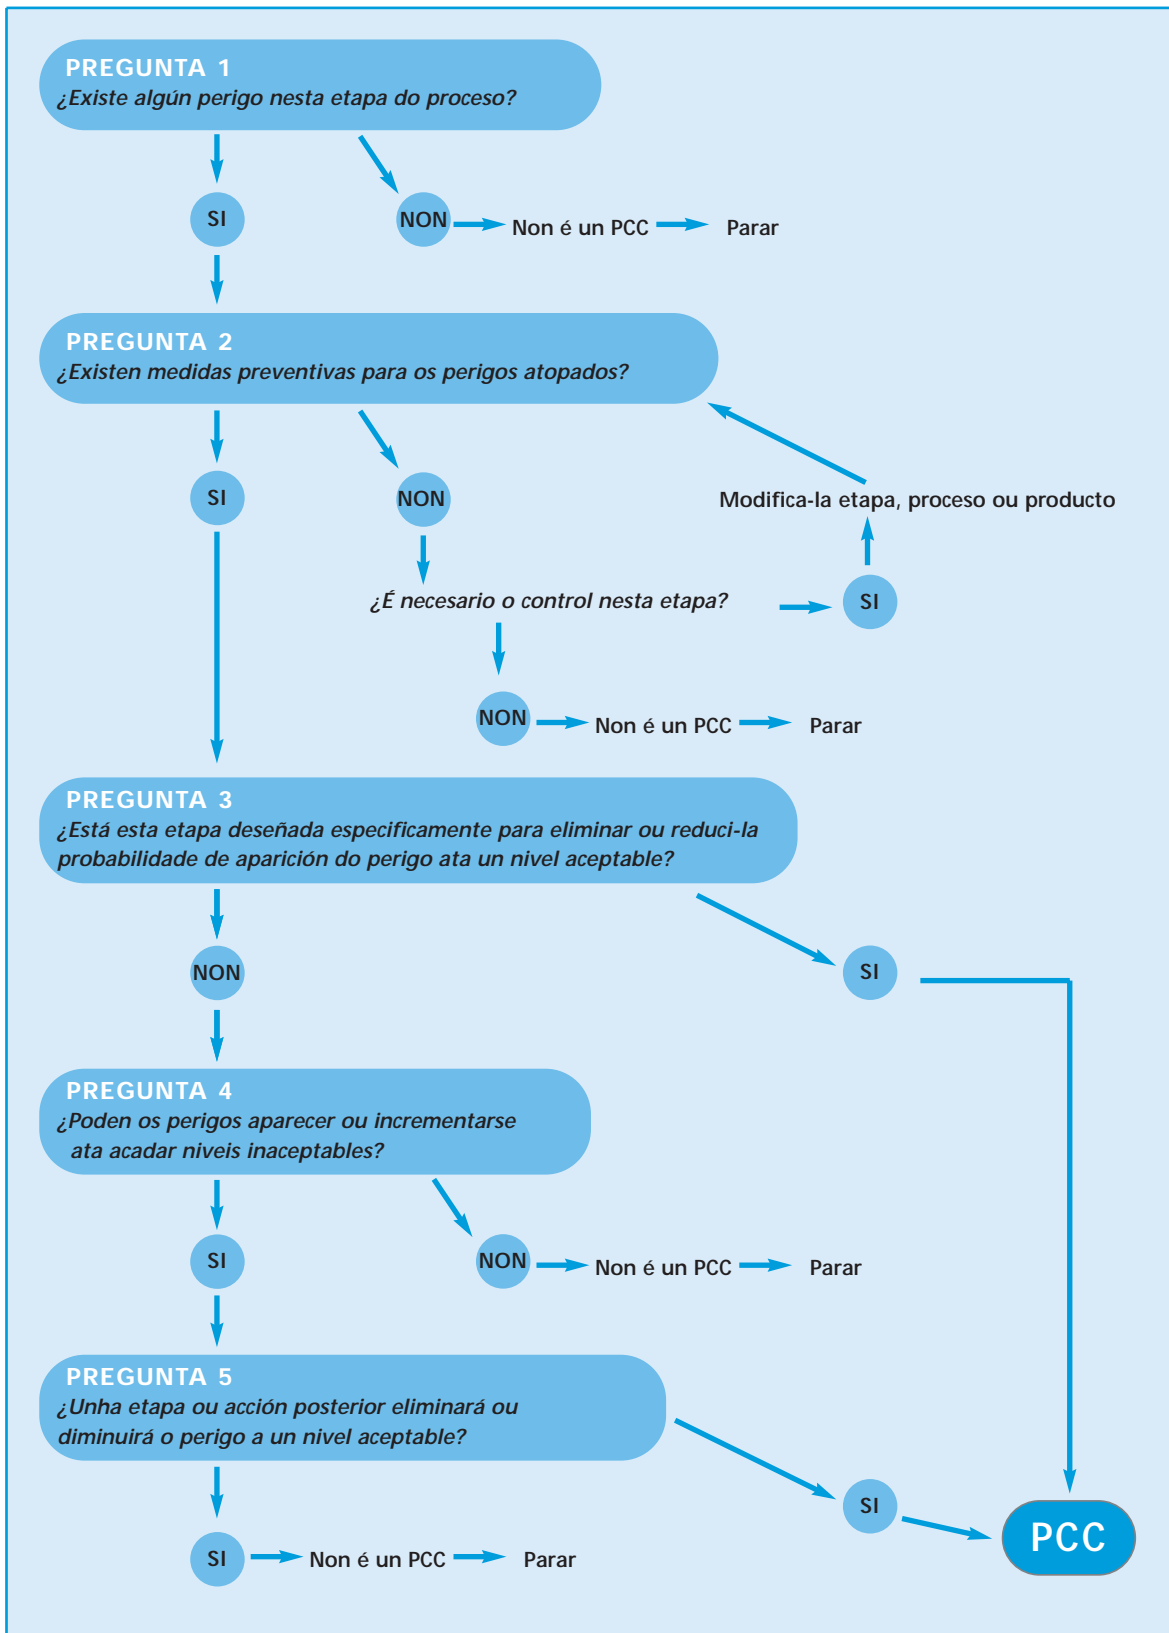 PREGUNTA 1
¿Existe algún perigo nesta etapa do proceso?
SI
NON
Non é un PCC
Parar
PREGUNTA 2
¿Existen medidas preventivas para os perigos atopados?
SI
NON
Modifica-la etapa, proceso ou producto
¿É necesario o control nesta etapa?
SI
NON
Non é un PCC
Parar
PREGUNTA 3
¿Está esta etapa deseñada especificamente para eliminar ou reduci-la
probabilidade de aparición do perigo ata un nivel aceptable?
NON
SI
PREGUNTA 4
¿Poden os perigos aparecer ou incrementarse
ata acadar niveis inaceptables?
SI
NON
Non é un PCC
Parar
PREGUNTA 5
¿Unha etapa ou acción posterior eliminará ou
diminuirá o perigo a un nivel aceptable?
SI
PCC
SI
Non é un PCC
Parar